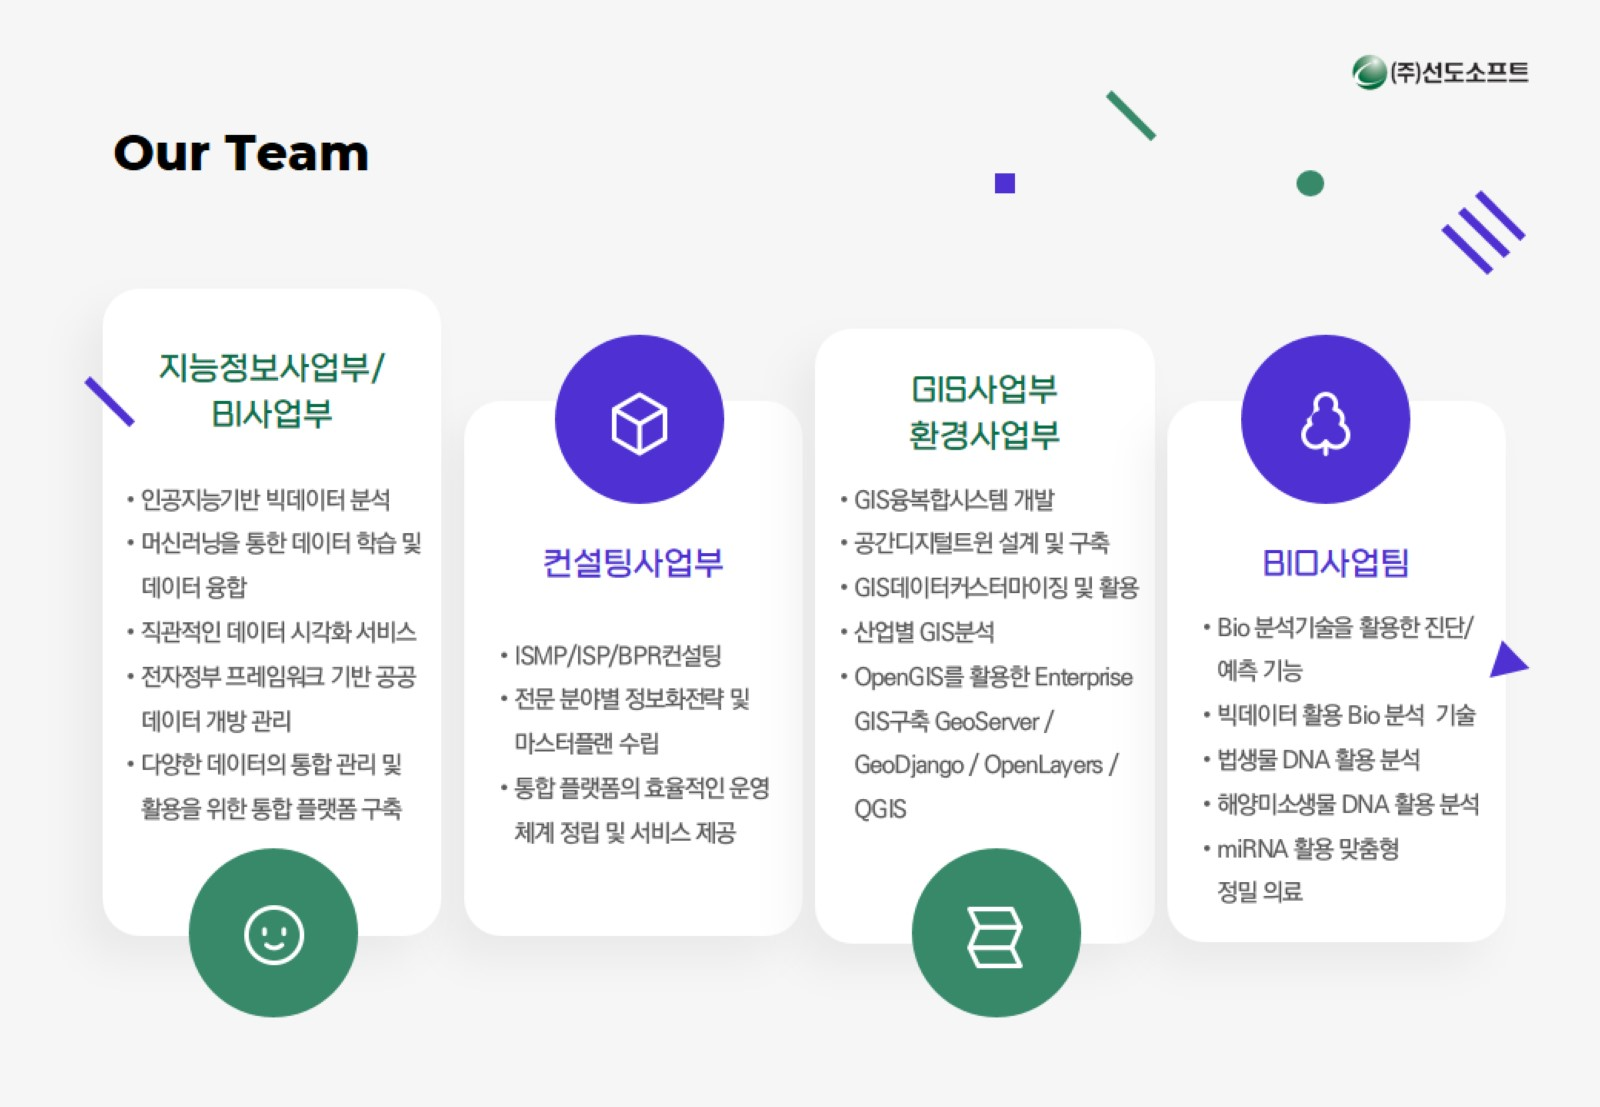 (주)선도소프트
Our Team
지능정보사업부/
BI사업부
• 인공지능기반 빅데이터 분석
• 머신러닝을 통한 데이터 학습 및
데이터 융합
• 직관적인 데이터 시각화 서비스
• 전자정부 프레임워크 기반 공공
데이터 개방 관리
• 다양한 데이터의 통합 관리 및
활용을 위한 통합 플랫폼 구축
컨설팅사업부
• ISMP/ISP/BPR컨설팅
• 전문 분야별 정보화전략 및
마스터플랜 수립
• 통합 플랫폼의 효율적인 운영
체계 정립 및 서비스 제공
GIS사업부
환경사업부
• GIS융복합시스템 개발
• 공간디지털트윈 설계 및 구축
• GIS데이터커스터마이징 및 활용
• 산업별 GIS분석
• OpenGIS를 활용한 Enterprise
GIS구축 GeoServer /
GeoDjango / OpenLayers /
QGIS
BIO사업팀
• Bio 분석기술을 활용한 진단/
예측 기능
• 빅데이터 활용 Bio 분석 기술
• 법생물 DNA 활용 분석
• 해양미소생물 DNA 활용 분석
• miRNA 활용 맞춤형
정밀 의료